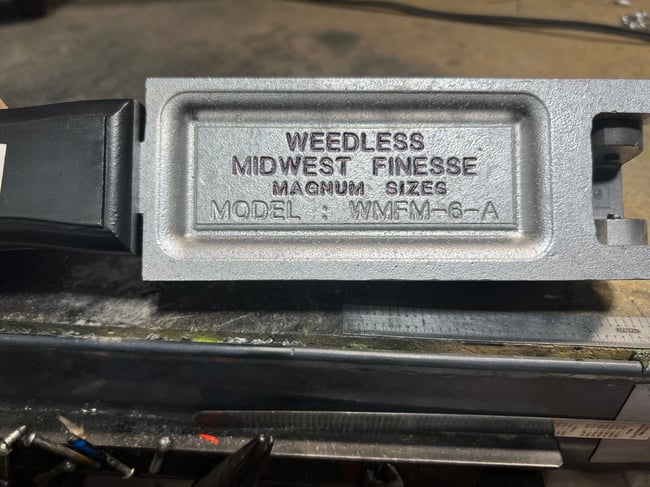 WEEDLESS
MIDWEST FINESSE
MAGNUM SIZES
MODEL : WMFM-6-A